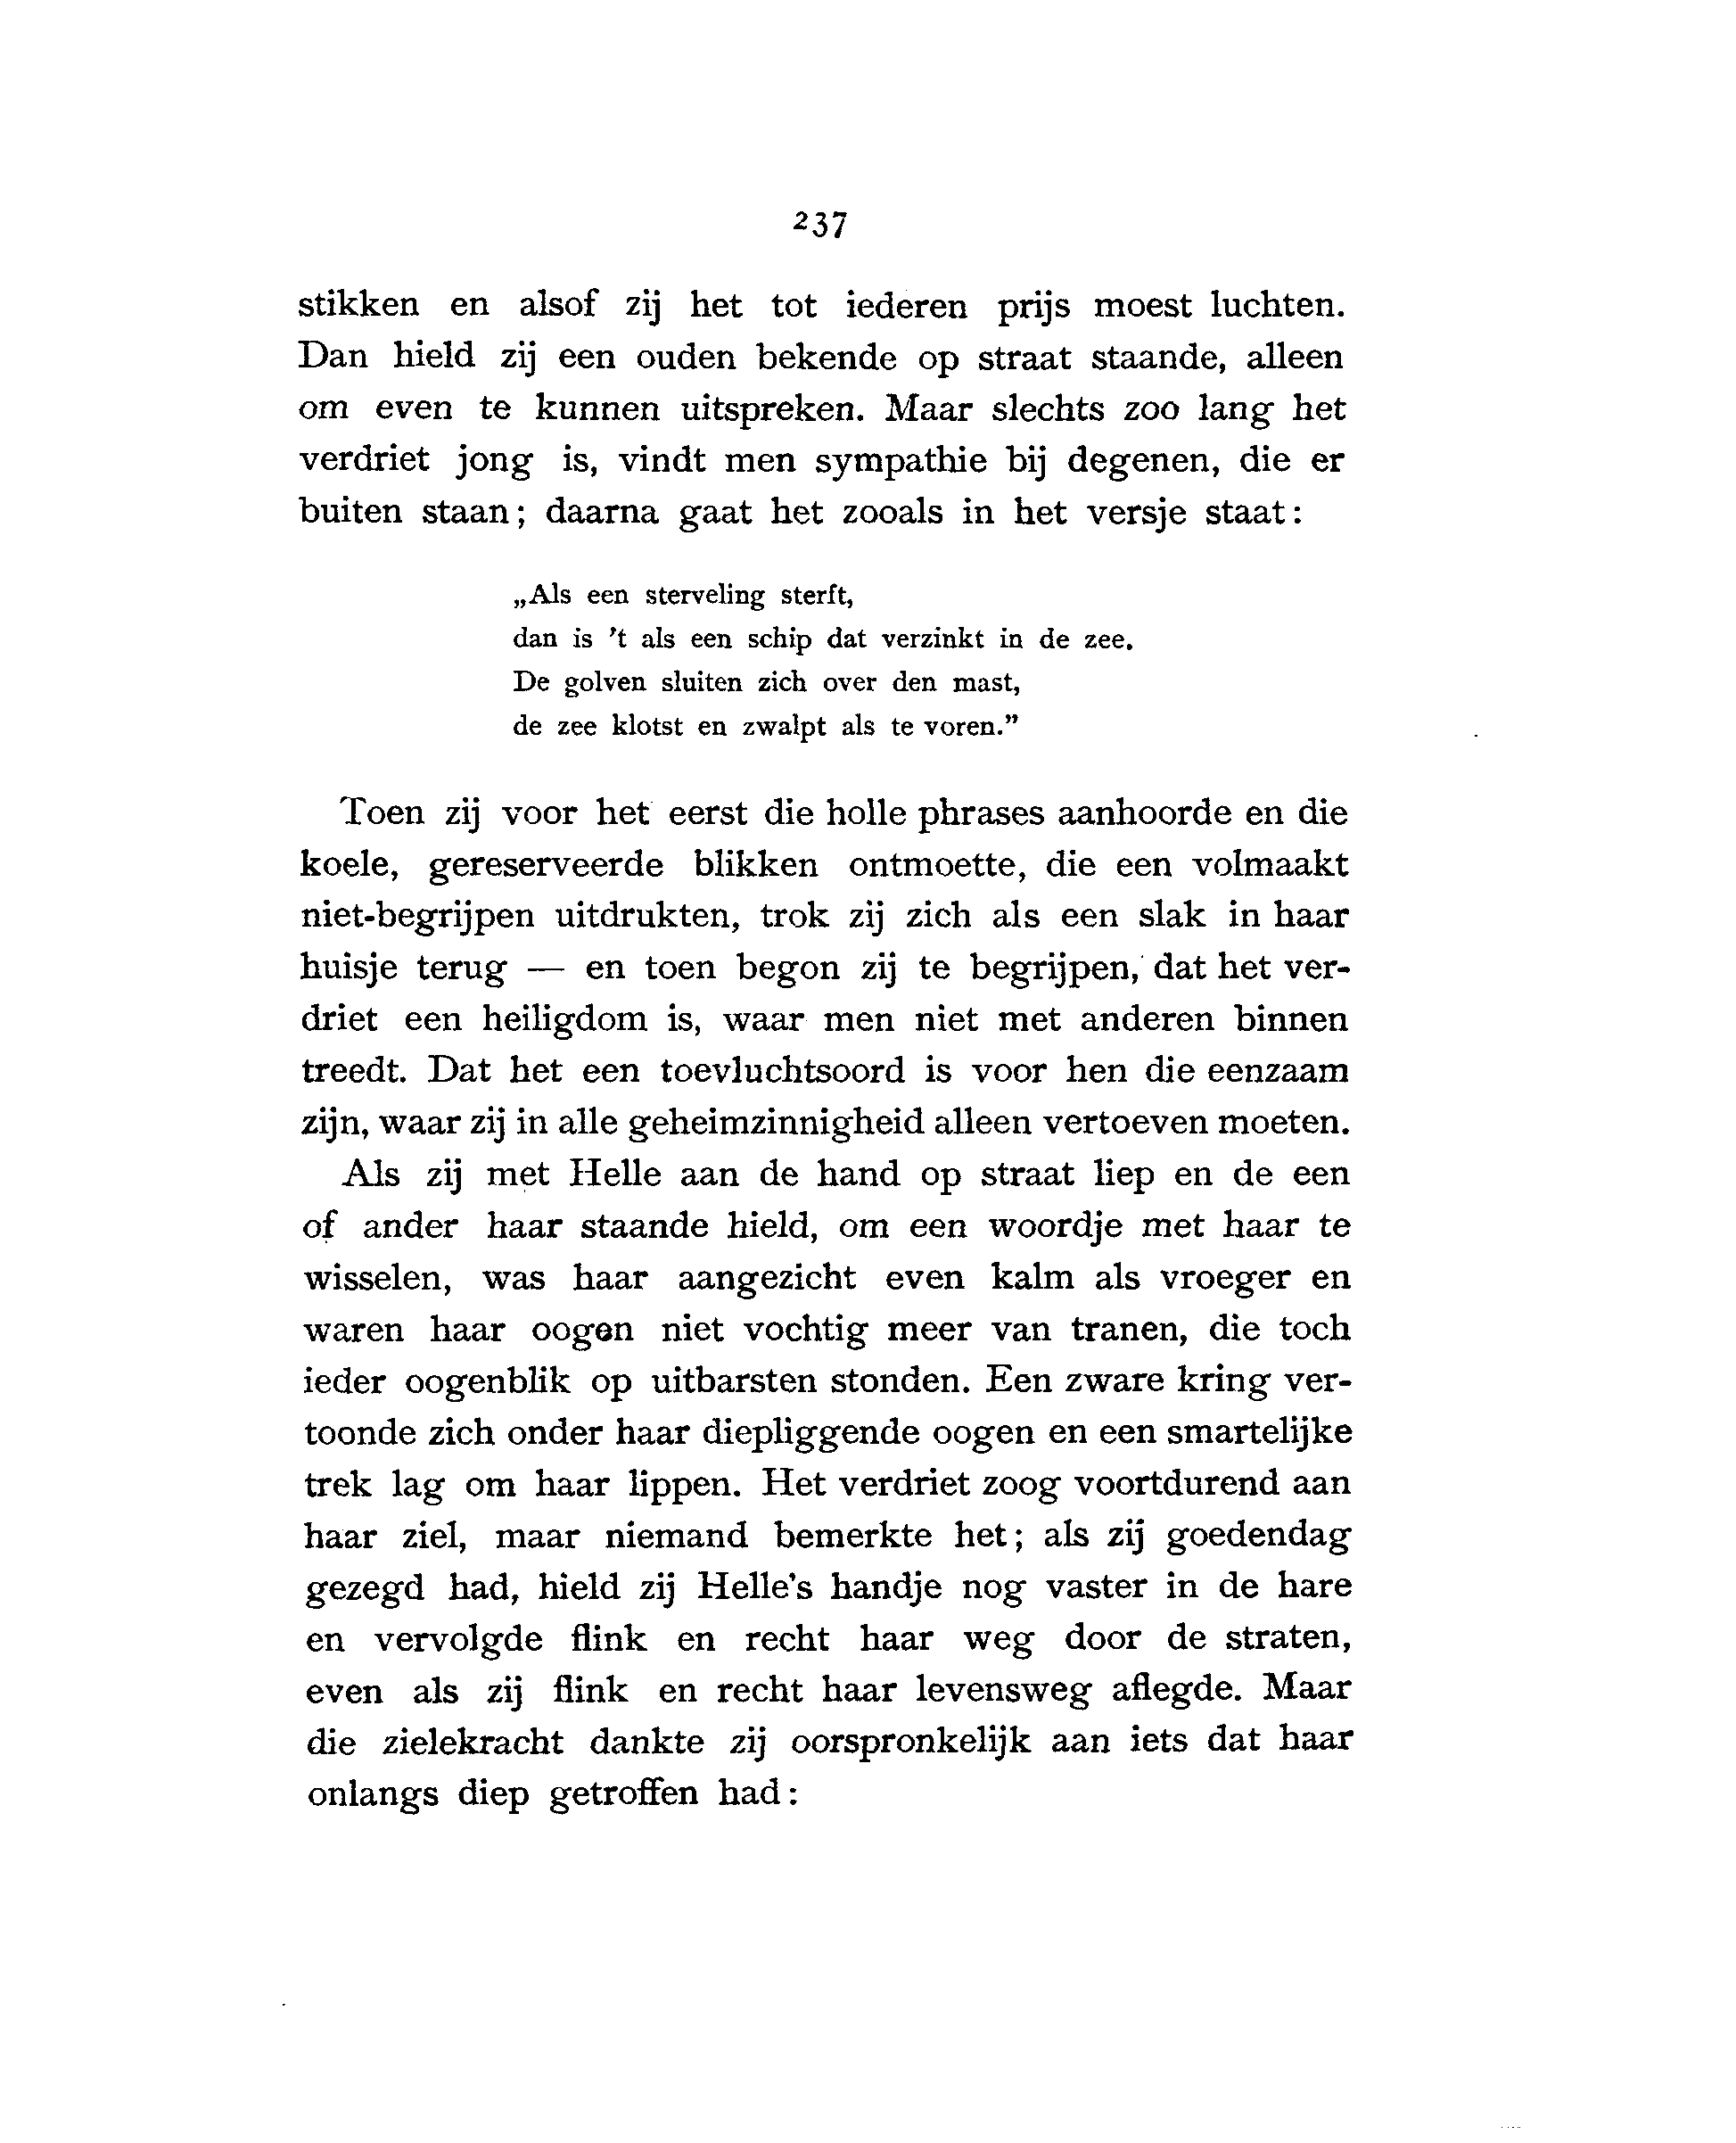 237
stikken en alsof zij het tot iederen prijs moest luchten.
Dan hield zij een ouden bekende op straat staande, alleen
om even te kunnen uitspreken. Maar slechts zoo lang het
verdriet jong is, vindt men sympathie bij degenen, die er
buiten staan; daarna gaat het zooals in het versje staat:
„Als een sterveling sterft,
dan is 't als een schip dat verzinkt in de zee.
De golven sluiten zich over den mast,
de zee klotst en zwalpt als te voren.”
Toen zij voor het eerst die holle phrases aanhoorde en die
koele, gereserveerde blikken ontmoette, die een volmaakt
niet-begrijpen uitdrukten, trok zij zich als een slak in haar
huisje terug — en toen begon zij te begrijpen, dat het ver-
driet een heiligdom is, waar men niet met anderen binnen
treedt. Dat het een toevluchtsoord is voor hen die eenzaam
zijn, waar zij in alle geheimzinnigheid alleen vertoeven moeten.
Als zij met Helle aan de hand op straat liep en de een
of ander haar staande hield, om een woordje met haar te
wisselen, was haar aangezicht even kalm als vroeger en
waren haar oogen niet vochtig meer van tranen, die toch
ieder oogenblik op uitbarsten stonden. Een zware kring ver-
toonde zich onder haar diepliggende oogen en een smartelijke
trek lag om haar lippen. Het verdriet zoog voortdurend aan
haar ziel, maar niemand bemerkte het; als zij goedendag
gezegd had, hield zij Helle's handje nog vaster in de hare
en vervolgde flink en recht haar weg door de straten,
even als zij flink en recht haar levensweg aflegde. Maar
die zielekracht dankte zij oorspronkelijk aan iets dat haar
onlangs diep getroffen had: